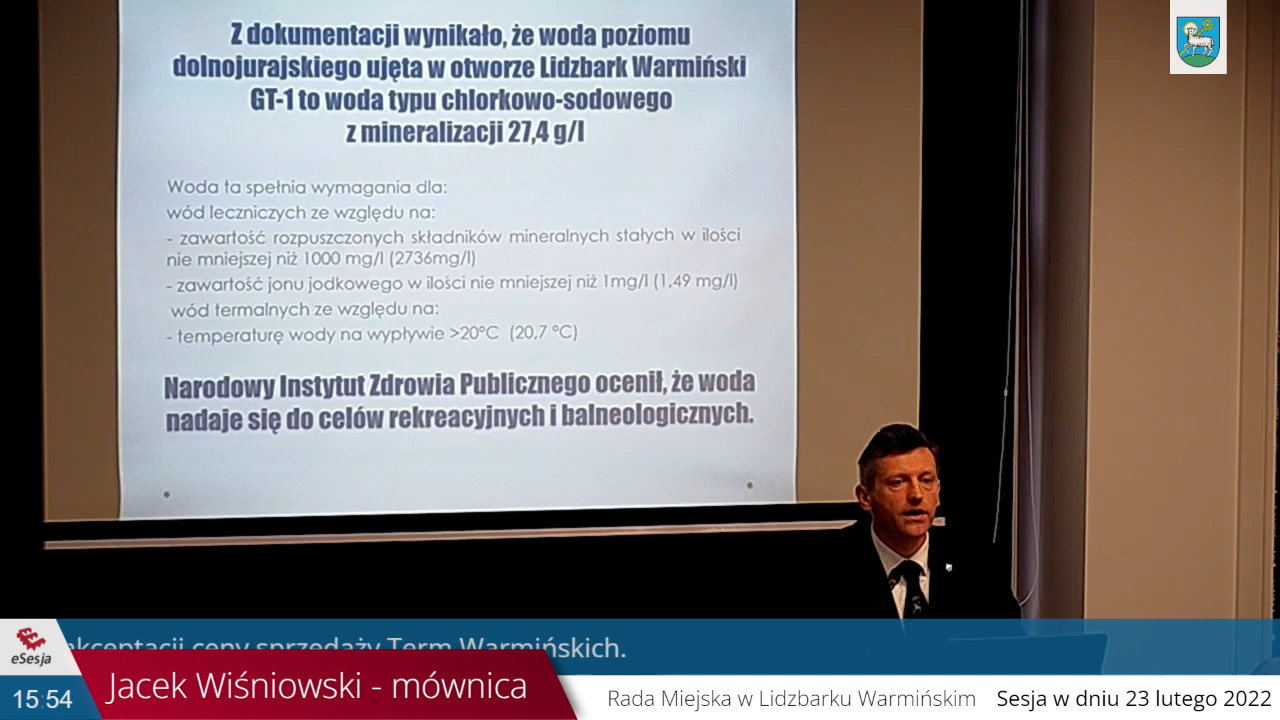 Z dokumentacji wynikało, że woda poziomu
dolnojurajskiego ujęta w otworze Lidzbark Warmiński
GT-1 to woda typu chlorkowo-sodowego
z mineralizacji 27,4 g/l
Woda ta spełnia wymagania dla:
wód leczniczych ze względu na:
- zawartość rozpuszczonych składników mineralnych stałych w ilości
nie mniejszej niż 1000 mg/l (2736mg/l)
- zawartość jonu jodkowego w ilości nie mniejszej niż 1mg/l (1,49 mg/l)
wód termalnych ze względu na:
- temperaturę wody na wypływie >20°C (20,7 °C)
Narodowy Instytut Zdrowia Publicznego ocenił, że woda
nadaje się do celów rekreacyjnych i balneologicznych.
akceptacji ceny sprzedaży Term Warmińskich.
eSesja
Jacek Wiśniowski - mównica
15:54
Rada Miejska w Lidzbarku Warmińskim Sesja w dniu 23 lutego 2022